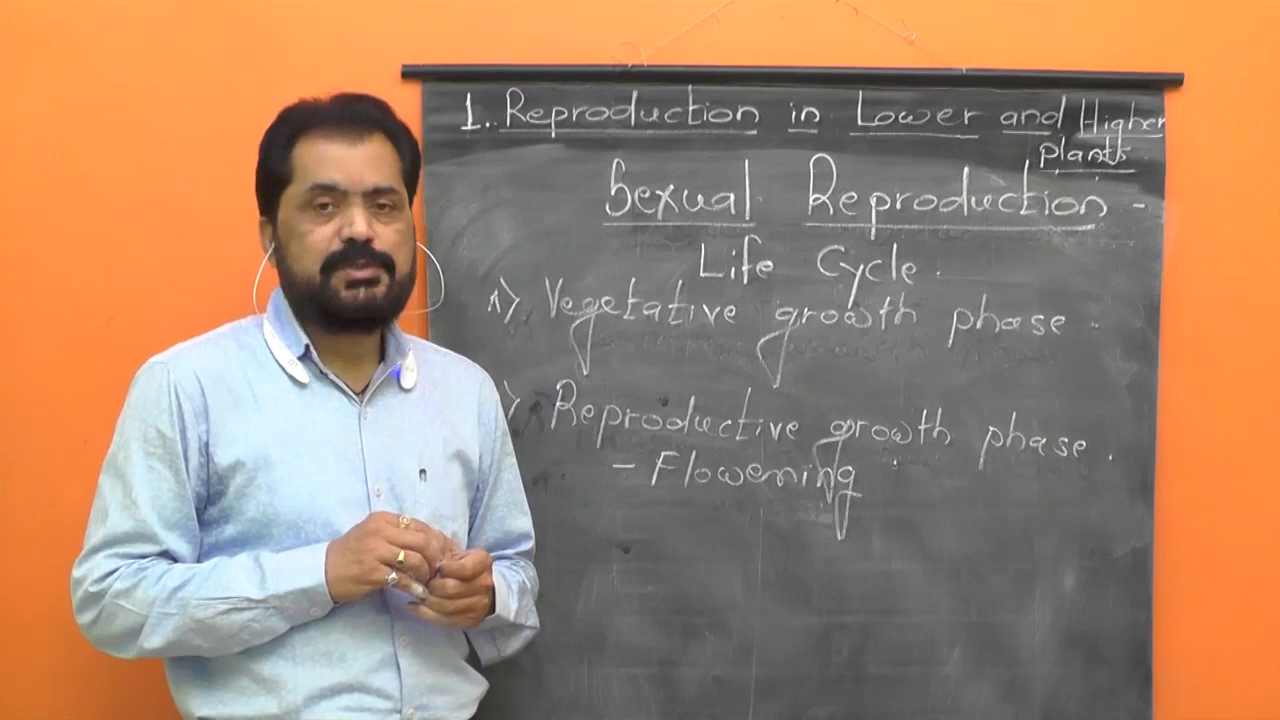 1. Reproduction in Lower and Higher
plants.
Sexual Reproduction -
Life Cycle.
1) Vegetative growth phase.
) Reproductive growth phase.
- Flowering